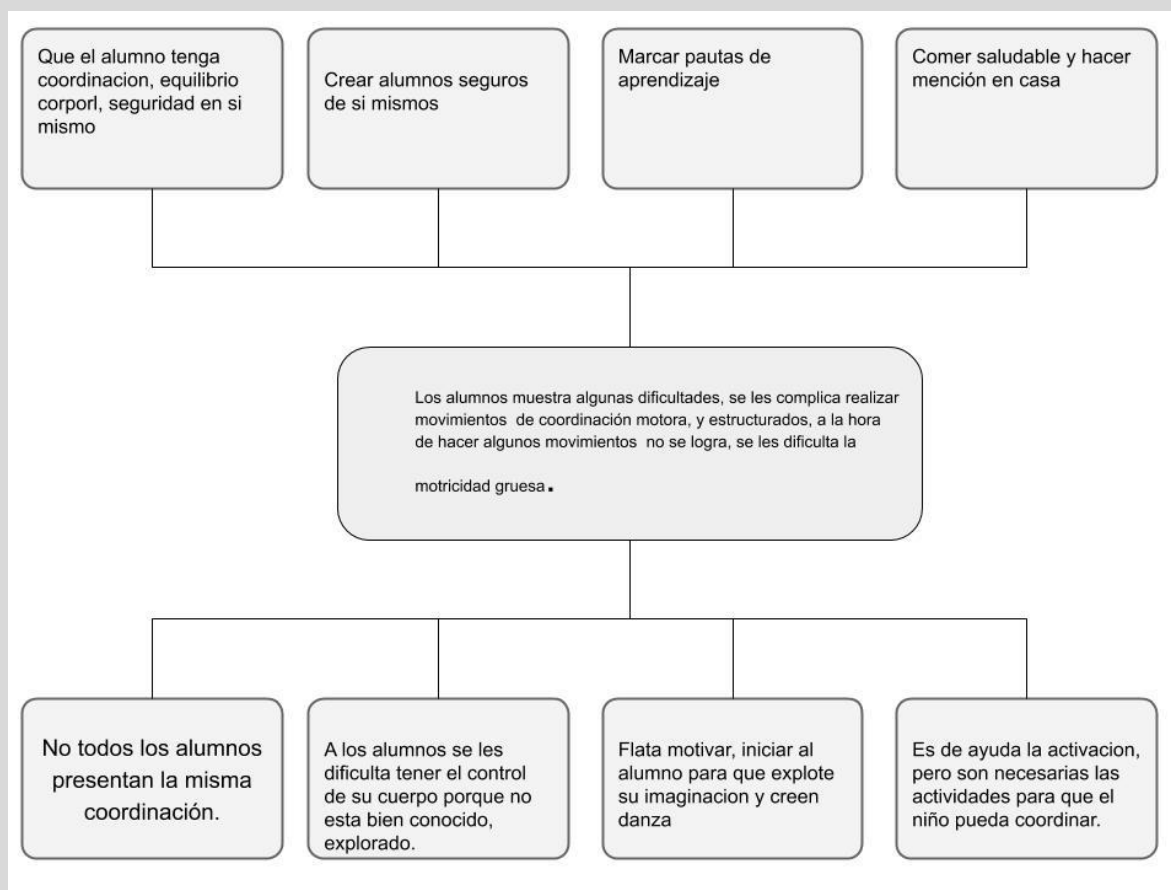 Que el alumno tenga
coordinacion, equilibrio
corporl, seguridad en si
mismo
Crear alumnos seguros
de si mismos
Marcar pautas de
aprendizaje
Comer saludable y hacer
mención en casa
Los alumnos muestra algunas dificultades, se les complica realizar
movimientos de coordinación motora, y estructurados, a la hora
de hacer algunos movimientos no se logra, se les dificulta la
motricidad gruesa.
No todos los alumnos
presentan la misma
coordinación.
A los alumnos se les
dificulta tener el control
de su cuerpo porque no
esta bien conocido,
explorado.
Flata motivar, iniciar al
alumno para que explote
su imaginacion y creen
danza
Es de ayuda la activacion,
pero son necesarias las
actividades para que el
niño pueda coordinar.